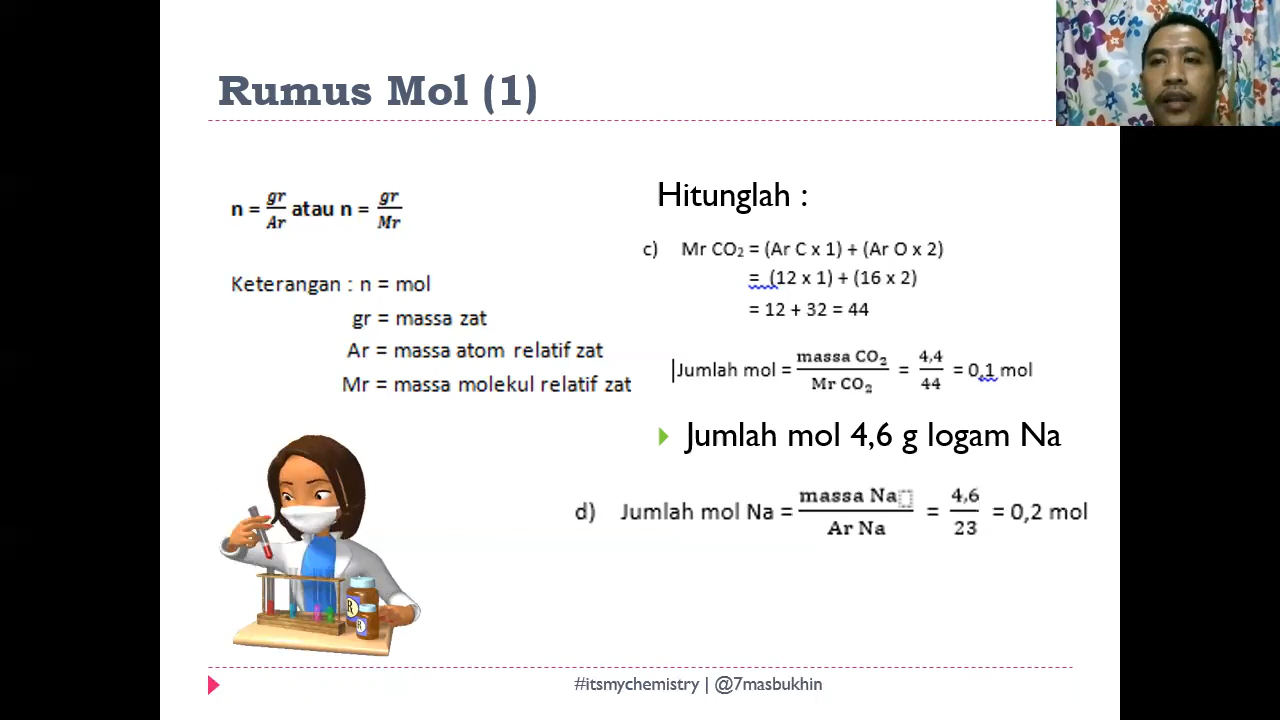 Rumus Mol (1)
n = gr/Ar atau n = gr/Mr
Keterangan : n = mol
gr = massa zat
Ar = massa atom relatif zat
Mr = massa molekul relatif zat
Hitunglah :
c) Mr CO₂ = (Ar C x 1) + (Ar O x 2)
= (12 x 1) + (16 x 2)
= 12 + 32 = 44
Jumlah mol = massa CO₂/Mr CO₂ = 4,4/44 = 0,1 mol
Jumlah mol 4,6 g logam Na
d) Jumlah mol Na = massa Na/Ar Na = 4,6/23 = 0,2 mol
R
R
#itsmychemistry | @7masbukhin